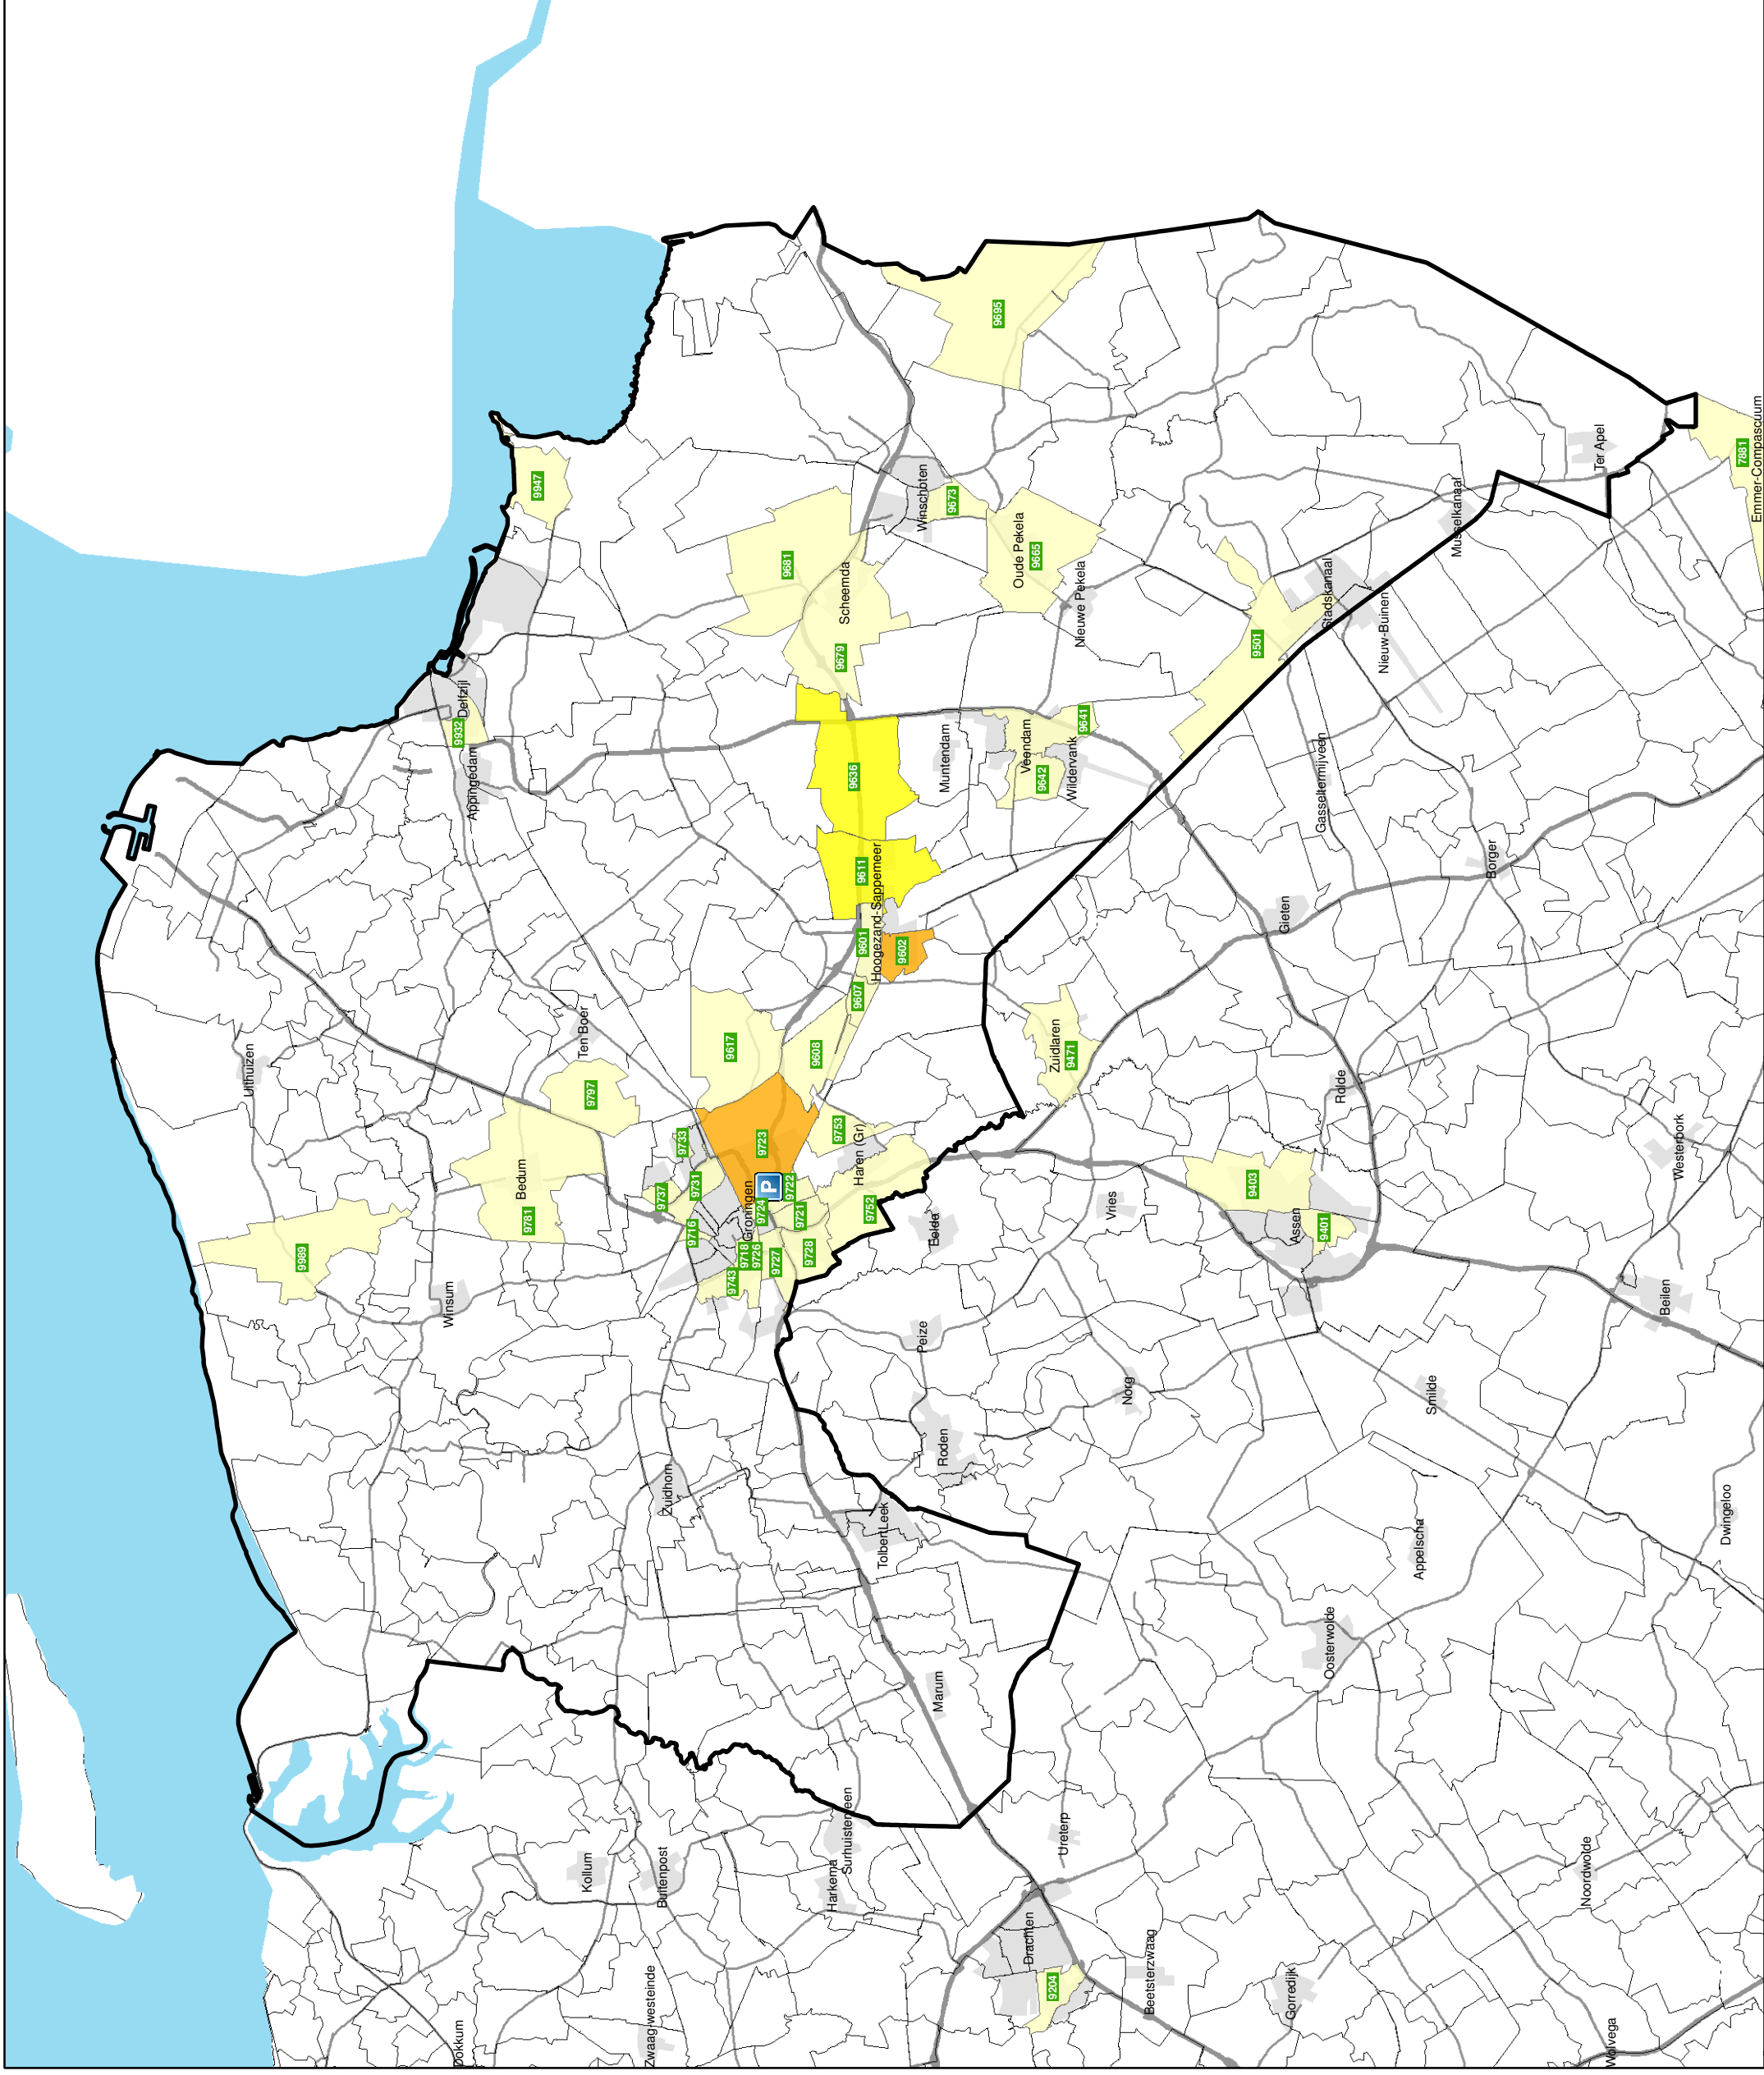 Uithuizen
9989
Winsum
Delfzijl
9932
Appingedam
9947
Ten Boer
9797
Bedum
9781
Zuidhorn
Kollum
Buitenpost
Dokkum
Zwaag-westeinde
9681
Scheemda
9679
9636
9611
Hoogezand-Sappemeer
9601
9602
9607
9608
9617
9733
9737
9731
9716
9723
P
Groningen
9722
9724
9721
9718
9726
9743
9727
9728
9753
Haren (Gr)
9752
Eelde
Winschoten
9673
9695
Oude Pekela
9665
Nieuwe Pekela
Muntendam
Veendam
9641
9642
Wildervank
Zuidlaren
9471
Vries
Peize
Norg
Roden
Leek
Tolbert
Marum
Surhuisterveen
Harkema
Ureterp
Drachten
9204
Beetsterzwaag
Gorredijk
Wolvega
Noordwolde
Oosterwolde
Appelscha
Smilde
Dwingeloo
Beilen
Westerbork
Assen
9403
9401
Rolde
Gieten
Borger
Gasselternijveen
9501
Stadskanaal
Nieuw-Buinen
Musselkanaal
Ter Apel
7881
Emmer-Compascuum